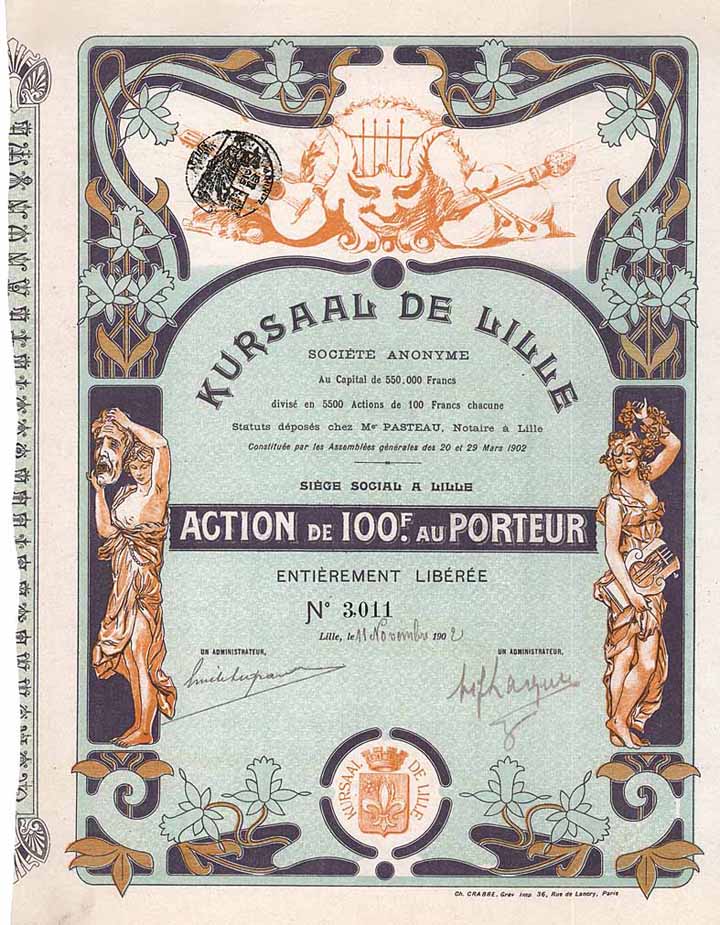 KURSAAL DE LILLE
SOCIÉTÉ ANONYME
Au Capital de 550.000 Francs
divisé en 5500 Actions de 100 Francs chacune
Statuts déposés chez Me PASTEAU, Notaire à Lille
Constituée par les Assemblées générales des 20 et 29 Mars 1902
SIÈGE SOCIAL A LILLE
ACTION DE 100F. AU PORTEUR
ENTIÈREMENT LIBÉRÉE
No 3,011
Lille, le 11 Novembre 1902
UN ADMINISTRATEUR, UN ADMINISTRATEUR,
KURSAAL DE LILLE
Ch. CRABBE, Grav Imp 36, Rue de Lancry, Paris